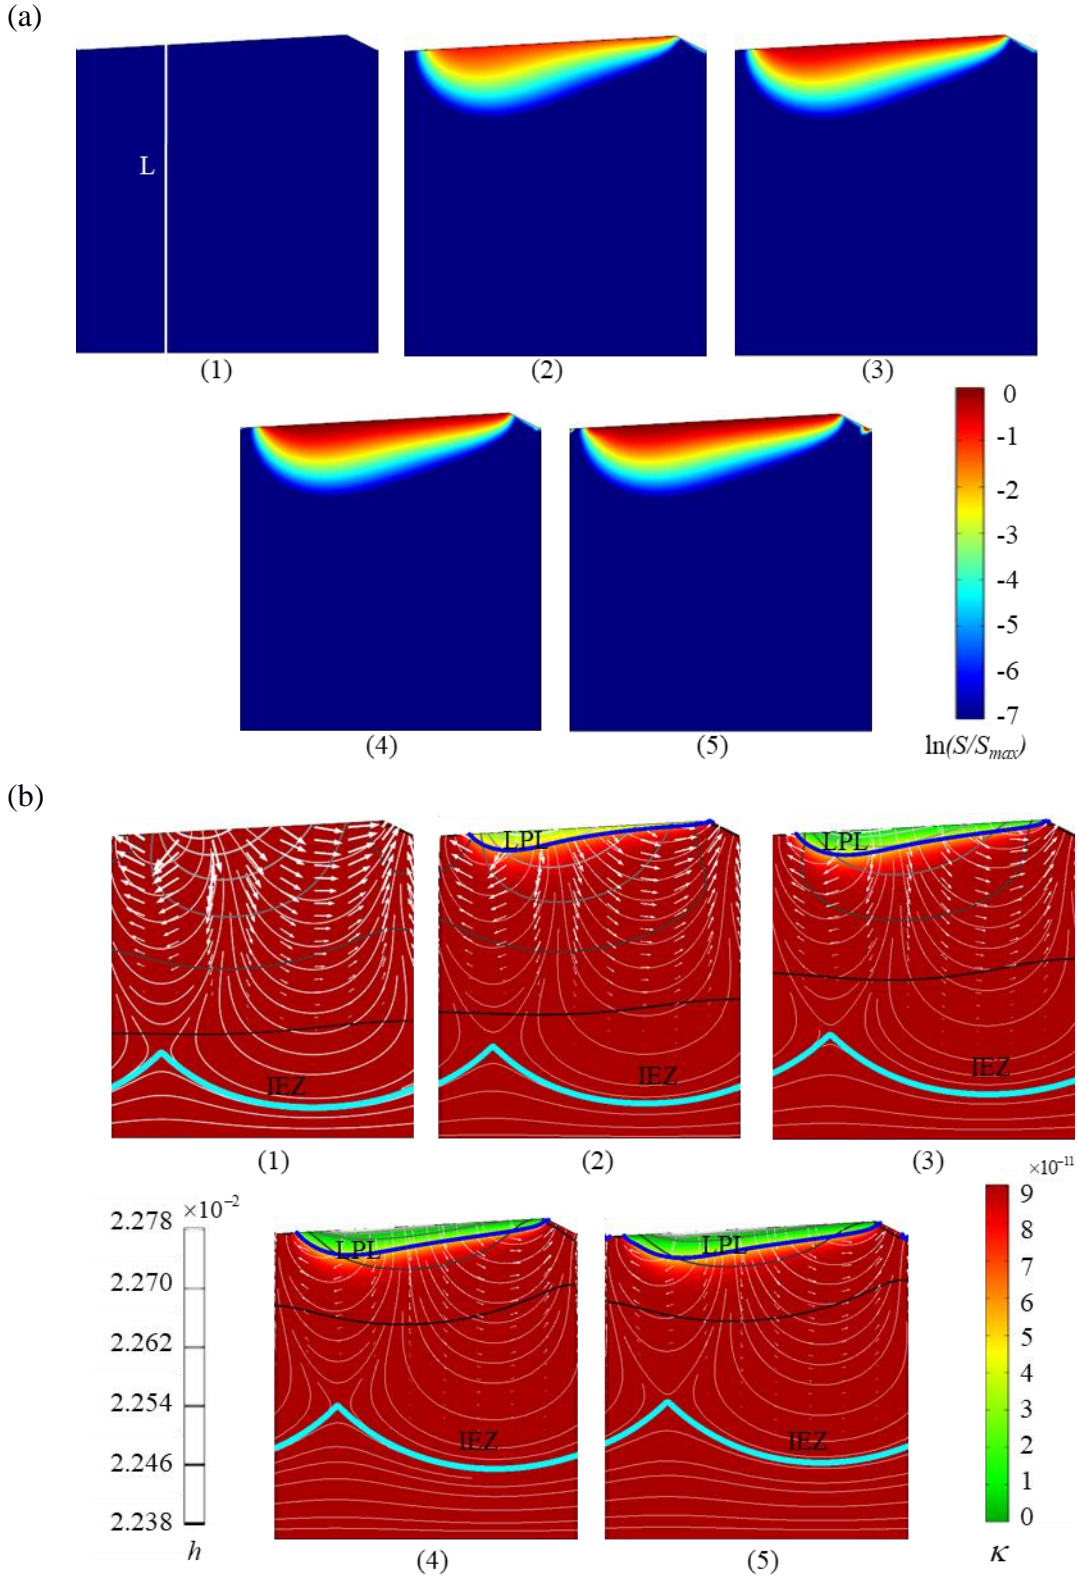 (a)
L
(1)
(2)
(3)
0
-1
-2
-3
-4
-5
-6
-7
ln(S/Smax)
(4)
(5)
(b)
LPL
LPL
IEZ
IEZ
IEZ
(1)
(2)
(3)
×10⁻²
2.278
2.270
2.262
2.254
2.246
2.238
h
LPL
IEZ
(4)
LPL
IEZ
(5)
×10⁻¹¹
9
8
7
6
5
4
3
2
1
0
κ